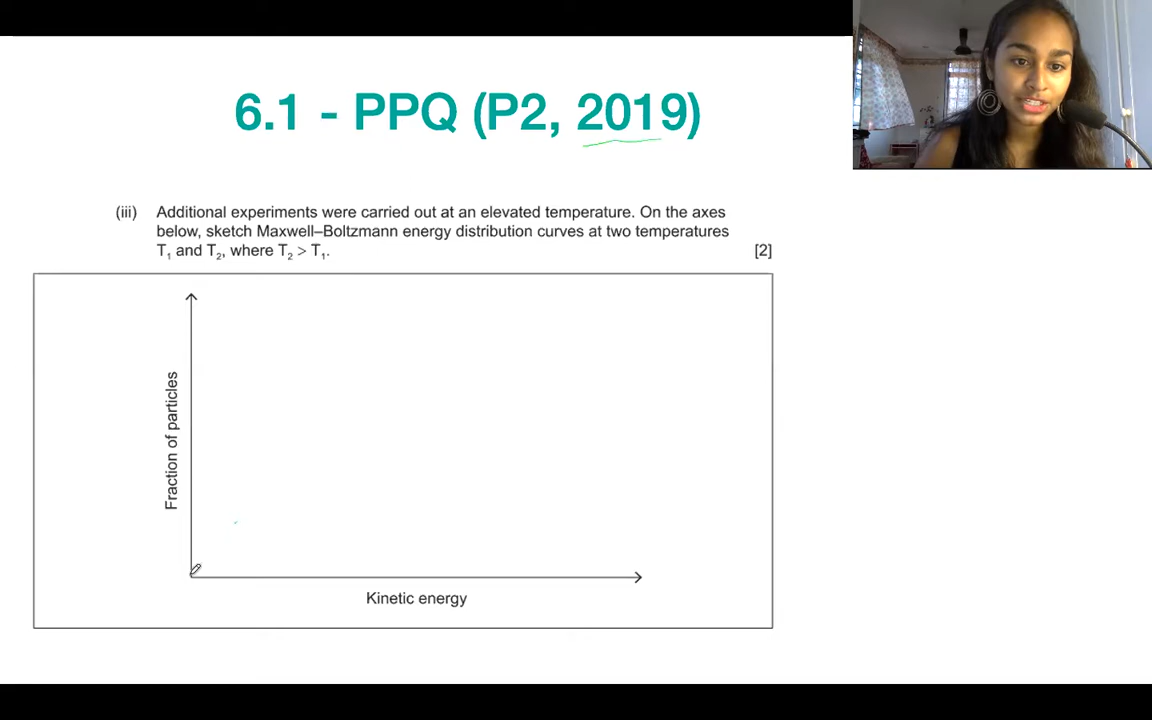 6.1 - PPQ (P2, 2019)
(iii) Additional experiments were carried out at an elevated temperature. On the axes
below, sketch Maxwell–Boltzmann energy distribution curves at two temperatures
T₁ and T₂, where T₂ > T₁. [2]
Fraction of particles
Kinetic energy